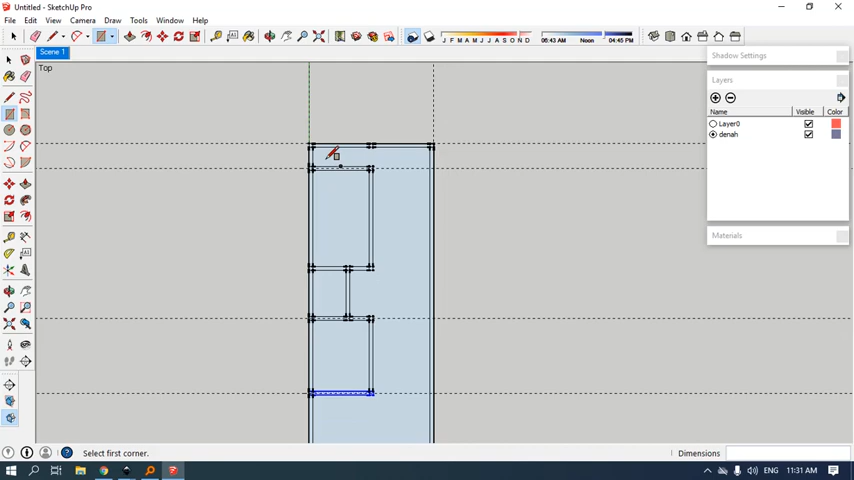 Untitled - SketchUp Pro
File Edit View Camera Draw Tools Window Help
J F M A M J J A S O N D
06:43 AM Noon 04:45 PM
Scene 1
Top
Shadow Settings
Layers
Name Visible Color
Layer0
denah
Materials
Select first corner.
Dimensions
ENG 11:31 AM